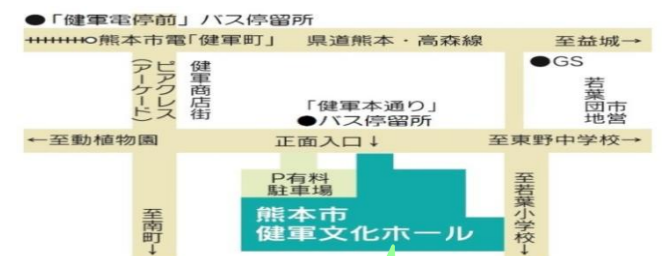 ●「健軍電停前」バス停留所
熊本市電「健軍町」 県道熊本・高森線 至益城→
●GS
健軍商店街
ピアクレス
(アーケード)
若葉団地
市営
「健軍本通り」
●バス停留所
←至動植物園 正面入口↓ 至東野中学校→
P有料
駐車場
熊本市
健軍文化ホール
至南町↓
至若葉小学校↓